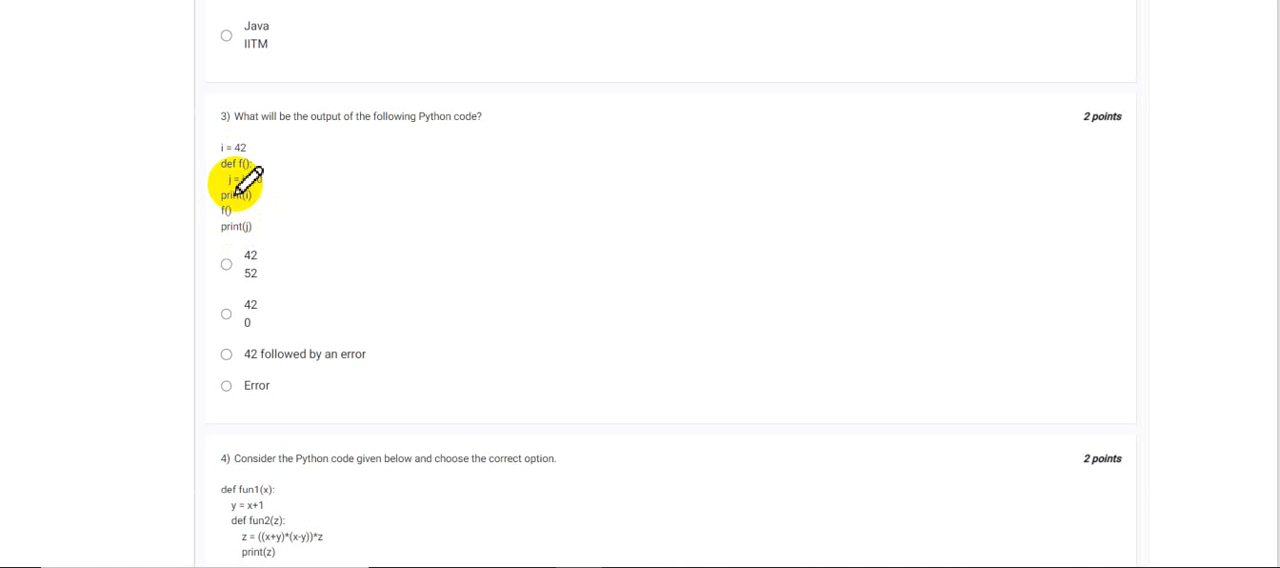 Java
IITM
3) What will be the output of the following Python code?
2 points
i = 42
def f():
j =
print(i)
f()
print(j)
42
52
42
0
42 followed by an error
Error
4) Consider the Python code given below and choose the correct option.
2 points
def fun1(x):
y = x+1
def fun2(z):
z = ((x+y)*(x-y))*z
print(z)